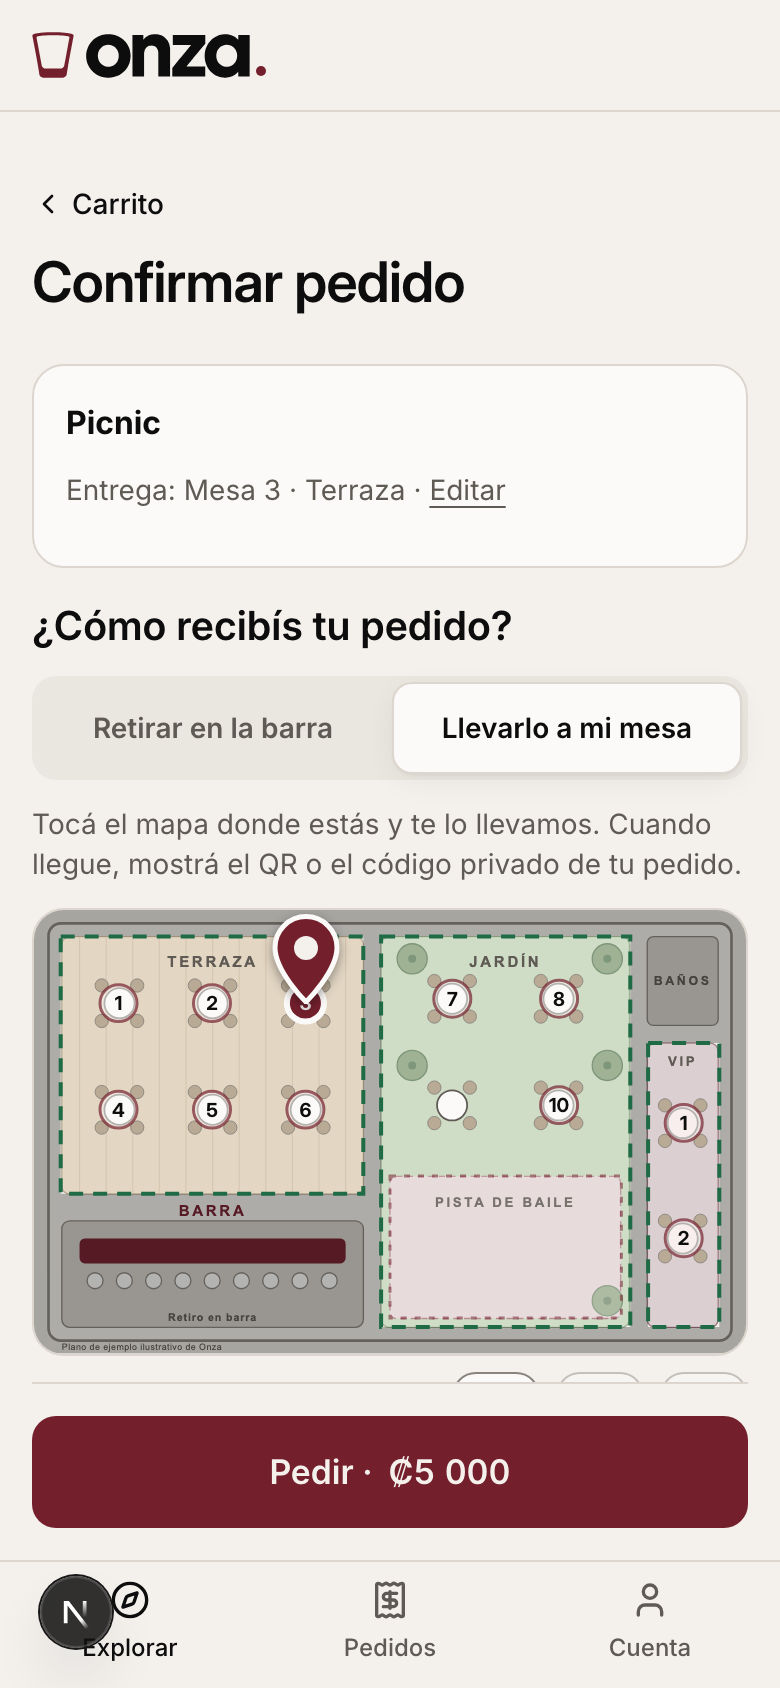 onza.
Carrito
Confirmar pedido
Picnic
Entrega: Mesa 3 · Terraza · Editar
¿Cómo recibís tu pedido?
Retirar en la barra
Llevarlo a mi mesa
Tocá el mapa donde estás y te lo llevamos. Cuando
llegue, mostrá el QR o el código privado de tu pedido.
TERRAZA
JARDÍN
BAÑOS
1
2
3
7
8
VIP
4
5
6
10
1
PISTA DE BAILE
BARRA
2
Retiro en barra
Plano de ejemplo ilustrativo de Onza
Pedir · ₡5 000
N
Explorar
Pedidos
Cuenta